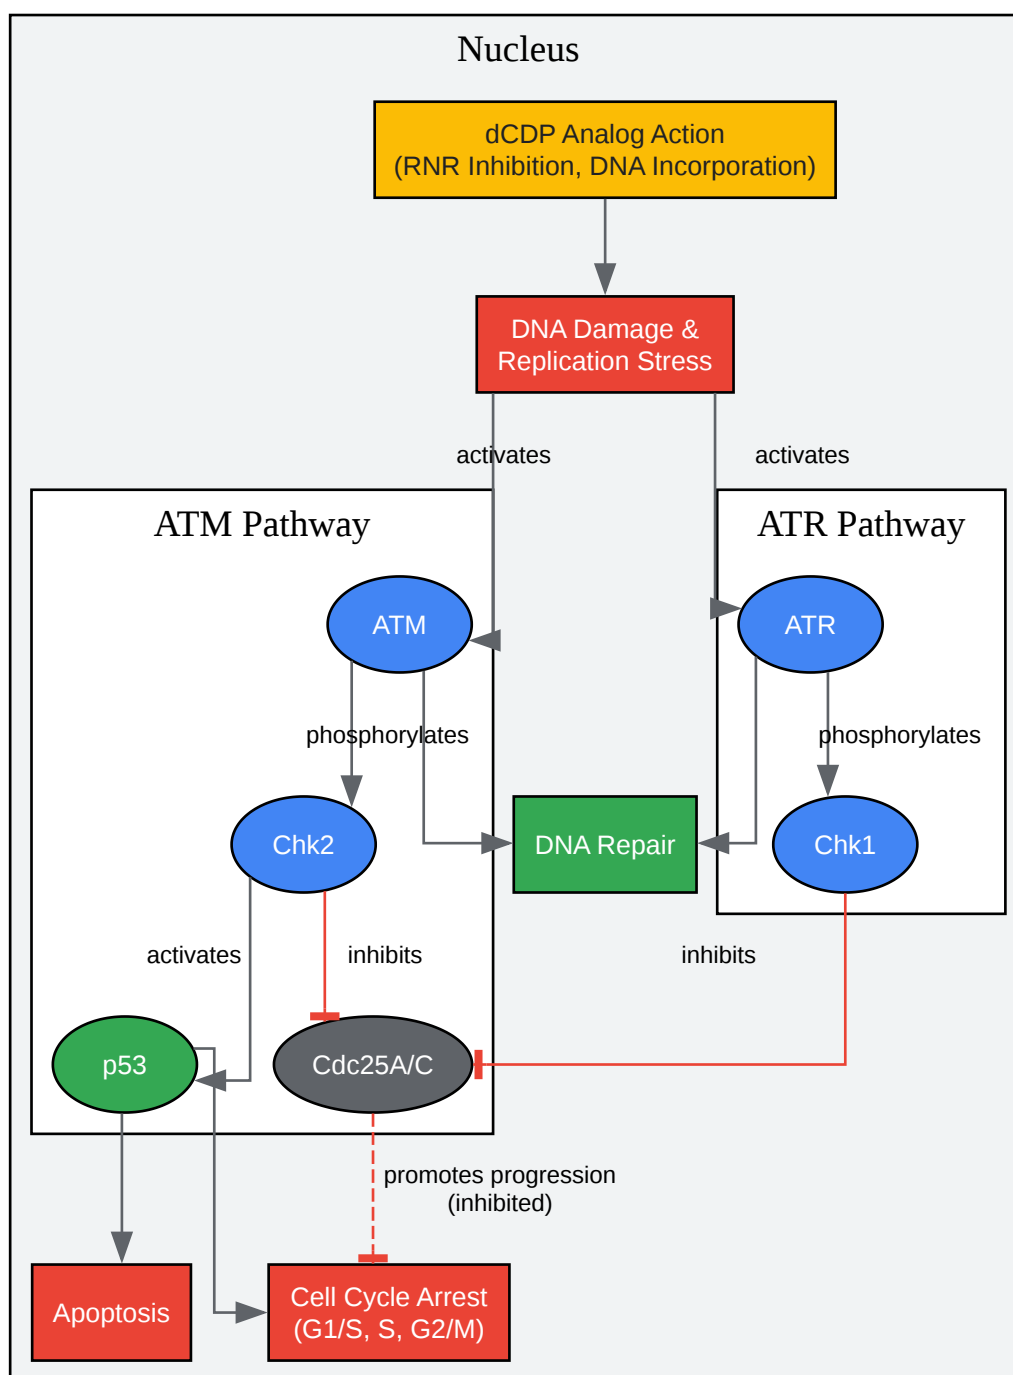 Nucleus
dCDP Analog Action
(RNR Inhibition, DNA Incorporation)
DNA Damage &
Replication Stress
activates
activates
ATM Pathway
ATR Pathway
ATM
ATR
phosphorylates
phosphorylates
Chk2
DNA Repair
Chk1
activates
inhibits
inhibits
p53
Cdc25A/C
promotes progression
(inhibited)
Apoptosis
Cell Cycle Arrest
(G1/S, S, G2/M)